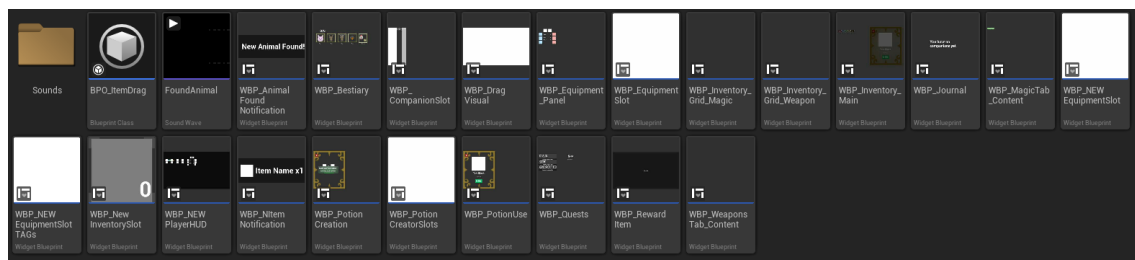 New Animal Found!
You have no
companions yet
Sounds
BPO_ItemDrag
FoundAnimal
WBP_Animal
Found
Notification
WBP_Bestiary
WBP_
CompanionSlot
WBP_Drag
Visual
WBP_Equipment
_Panel
WBP_Equipment
Slot
WBP_Inventory_
Grid_Magic
WBP_Inventory_
Grid_Weapon
WBP_Inventory_
Main
WBP_Journal
WBP_MagicTab
_Content
WBP_NEW
EquipmentSlot
Blueprint Class
Sound Wave
Widget Blueprint
Widget Blueprint
Widget Blueprint
Widget Blueprint
Widget Blueprint
Widget Blueprint
Widget Blueprint
Widget Blueprint
Widget Blueprint
Widget Blueprint
Widget Blueprint
Widget Blueprint
0
Item Name x1
WBP_NEW
EquipmentSlot
TAGs
WBP_New
InventorySlot
WBP_NEW
PlayerHUD
WBP_NItem
Notification
WBP_Potion
Creation
WBP_Potion
CreatorSlots
WBP_PotionUse
WBP_Quests
WBP_Reward
Item
WBP_Weapons
Tab_Content
Widget Blueprint
Widget Blueprint
Widget Blueprint
Widget Blueprint
Widget Blueprint
Widget Blueprint
Widget Blueprint
Widget Blueprint
Widget Blueprint
Widget Blueprint